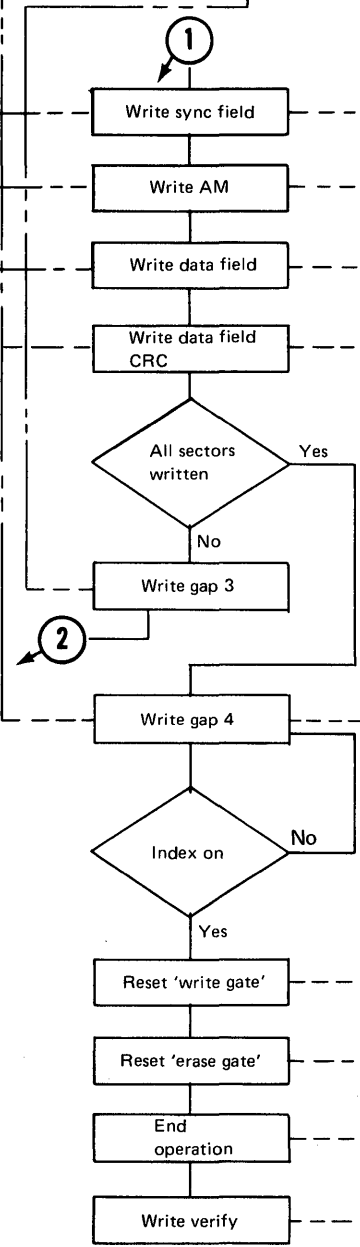 1
Write sync field
Write AM
Write data field
Write data field
CRC
All sectors
written
Yes
No
Write gap 3
2
Write gap 4
Index on
No
Yes
Reset 'write gate'
Reset 'erase gate'
End
operation
Write verify